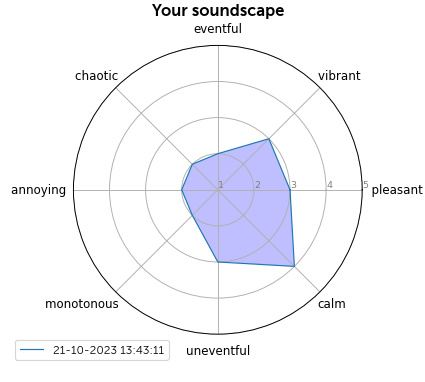 Your soundscape
eventful
chaotic
vibrant
annoying
1 2 3 4 5
pleasant
monotonous
calm
uneventful
21-10-2023 13:43:11